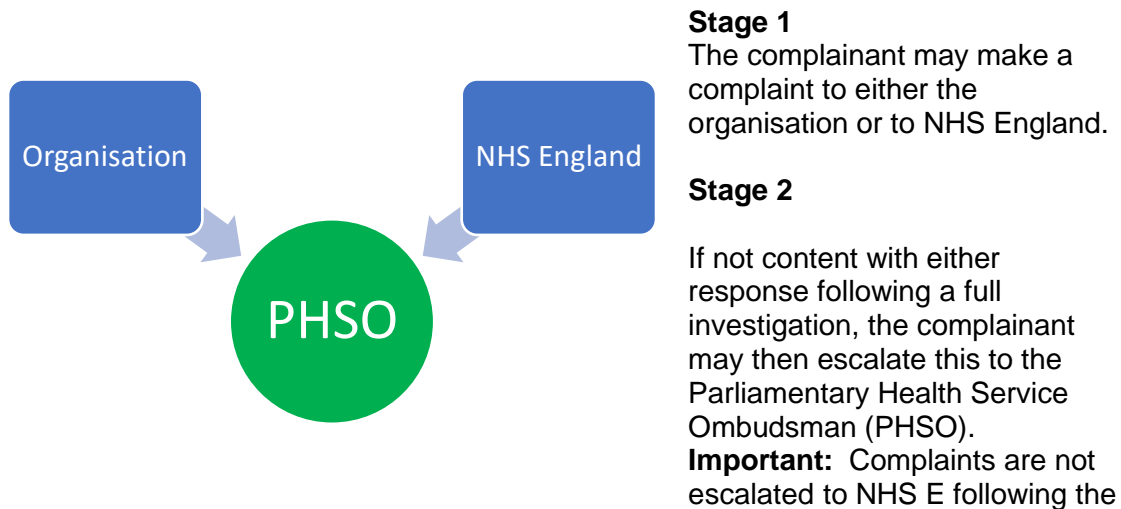 Organisation
NHS England
PHSO
Stage 1
The complainant may make a
complaint to either the
organisation or to NHS England.
Stage 2
If not content with either
response following a full
investigation, the complainant
may then escalate this to the
Parliamentary Health Service
Ombudsman (PHSO).
Important:  Complaints are not
escalated to NHS E following the